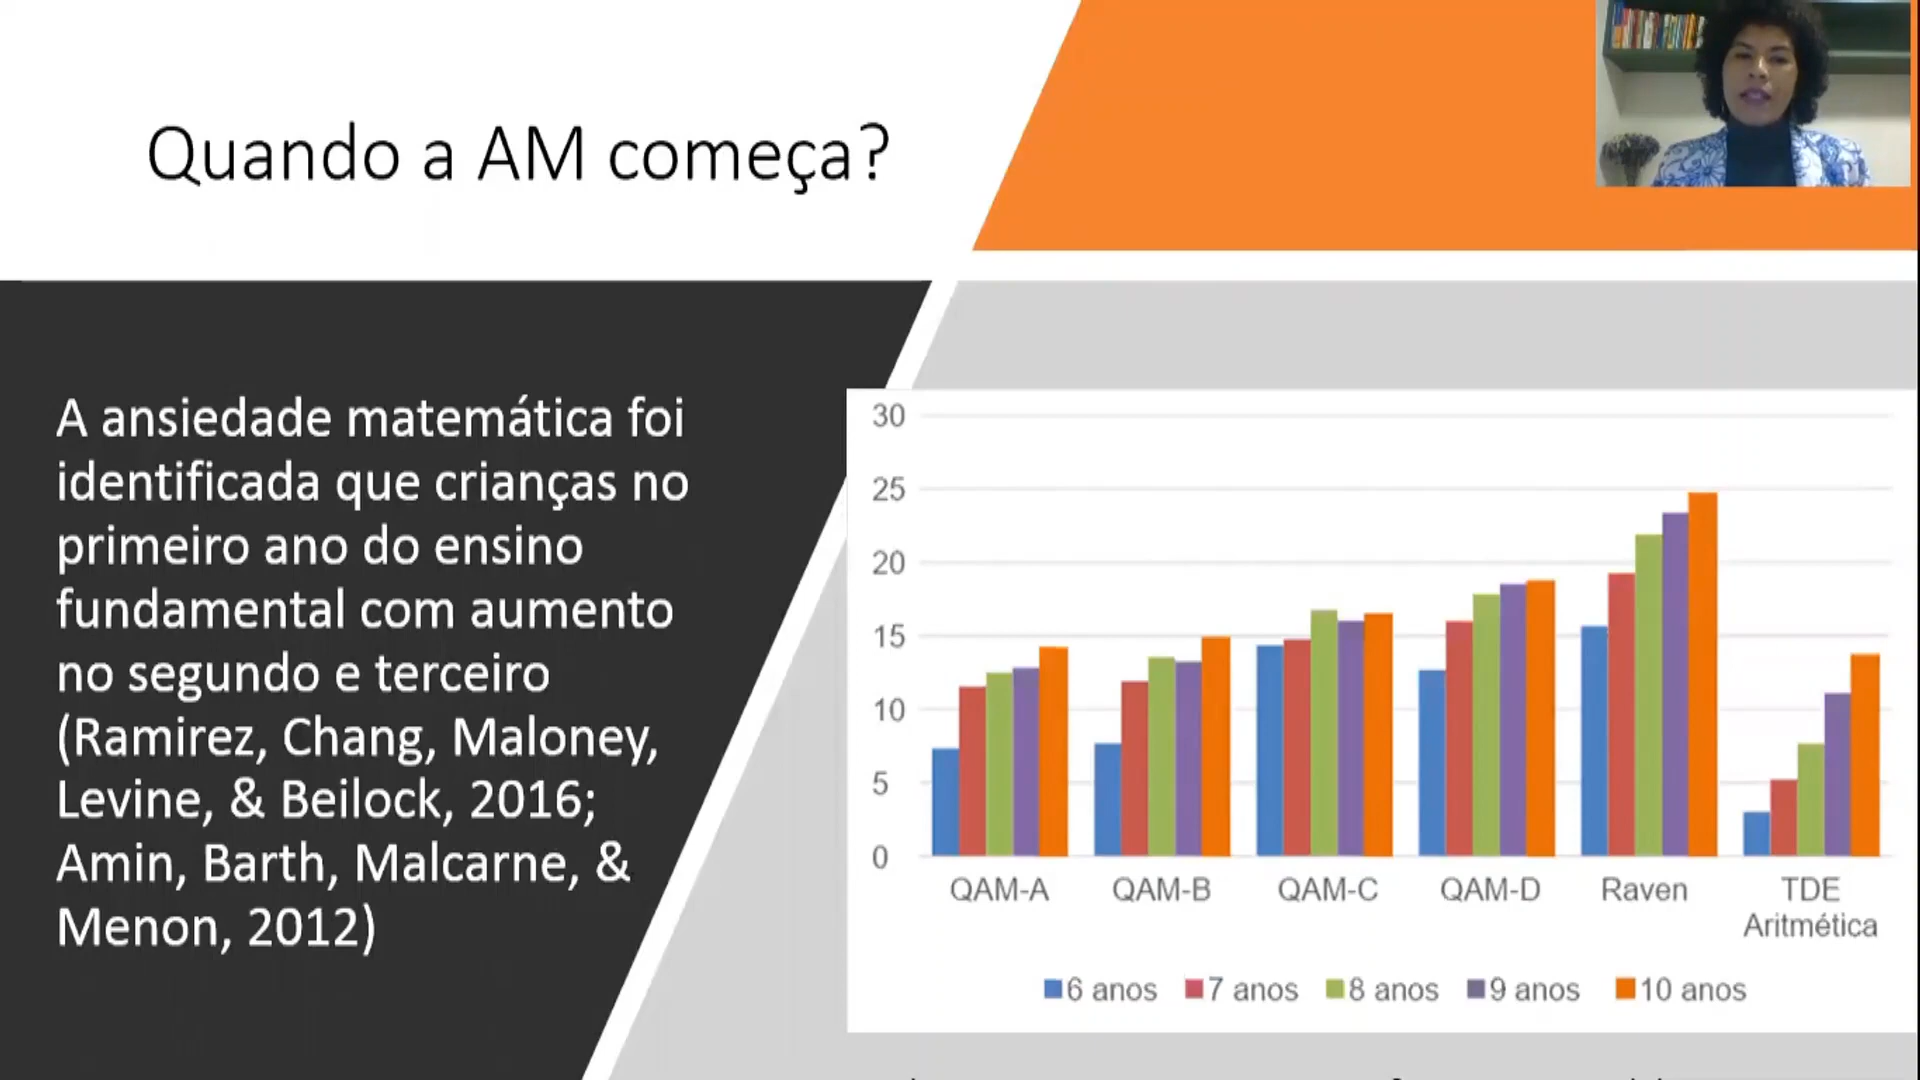 Quando a AM começa?
A ansiedade matemática foi
identificada que crianças no
primeiro ano do ensino
fundamental com aumento
no segundo e terceiro
(Ramirez, Chang, Maloney,
Levine, & Beilock, 2016;
Amin, Barth, Malcarne, &
Menon, 2012)
30
25
20
15
10
5
0
QAM-A QAM-B QAM-C QAM-D Raven TDE
Aritmética
6 anos 7 anos 8 anos 9 anos 10 anos